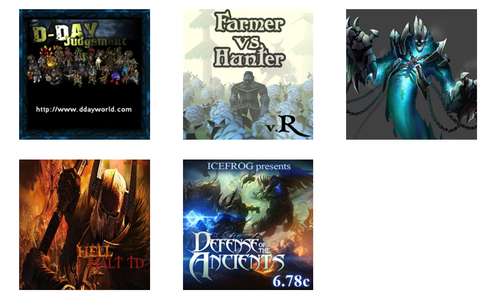 D-DAY
Judgement
http://www.ddayworld.com
Farmer
vs.
Hunter
v.R
HELL
HALT TD
ICEFROG presents
DEFENSE OF THE
ANCIENTS
6.78c